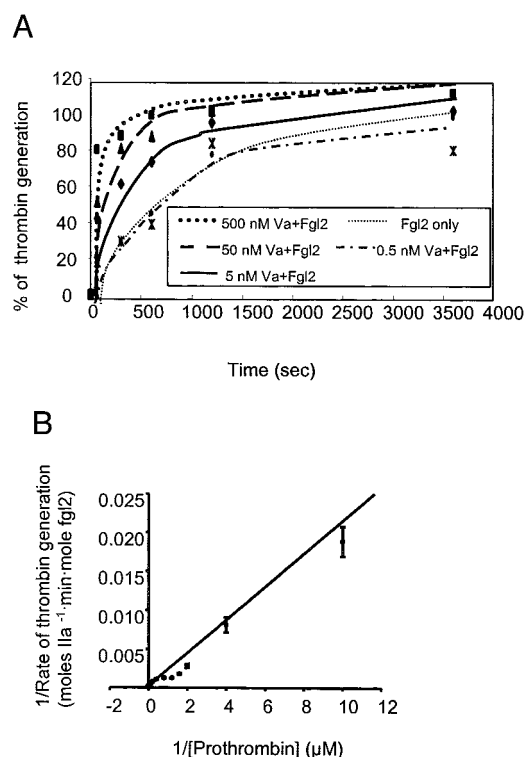 A
% of thrombin generation
120
100
80
60
40
20
0
500 nM Va+Fgl2
Fgl2 only
50 nM Va+Fgl2
0.5 nM Va+Fgl2
5 nM Va+Fgl2
0 500 1000 1500 2000 2500 3000 3500 4000
Time (sec)
B
1/Rate of thrombin generation
(moles IIa ⁻¹·min·mole fgl2)
0.025
0.020
0.015
0.010
0.005
-2 0 2 4 6 8 10 12
1/[Prothrombin] (µM)